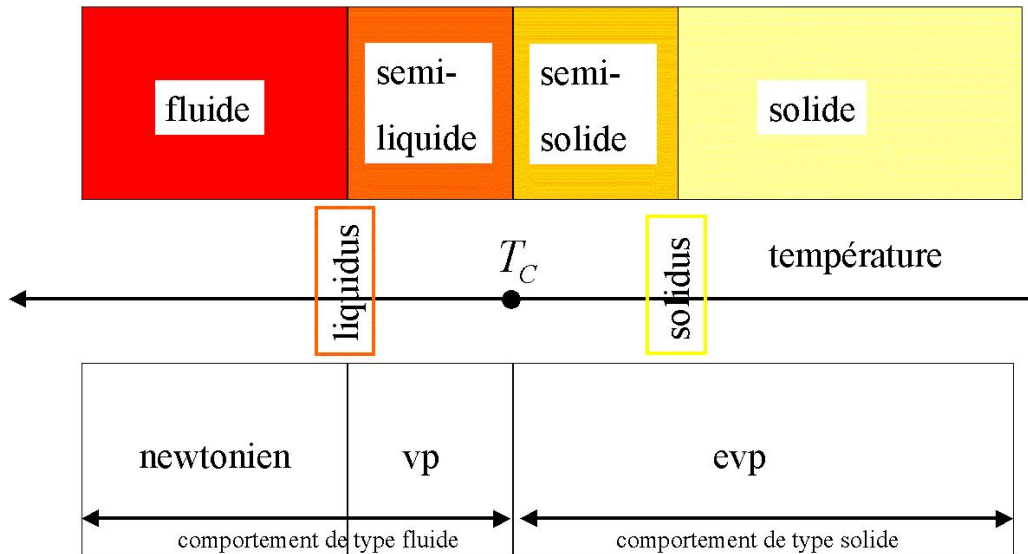 fluide
semi-
liquide
semi-
solide
solide
liquidus
T_C
solidus
température
newtonien
vp
evp
comportement de type fluide
comportement de type solide